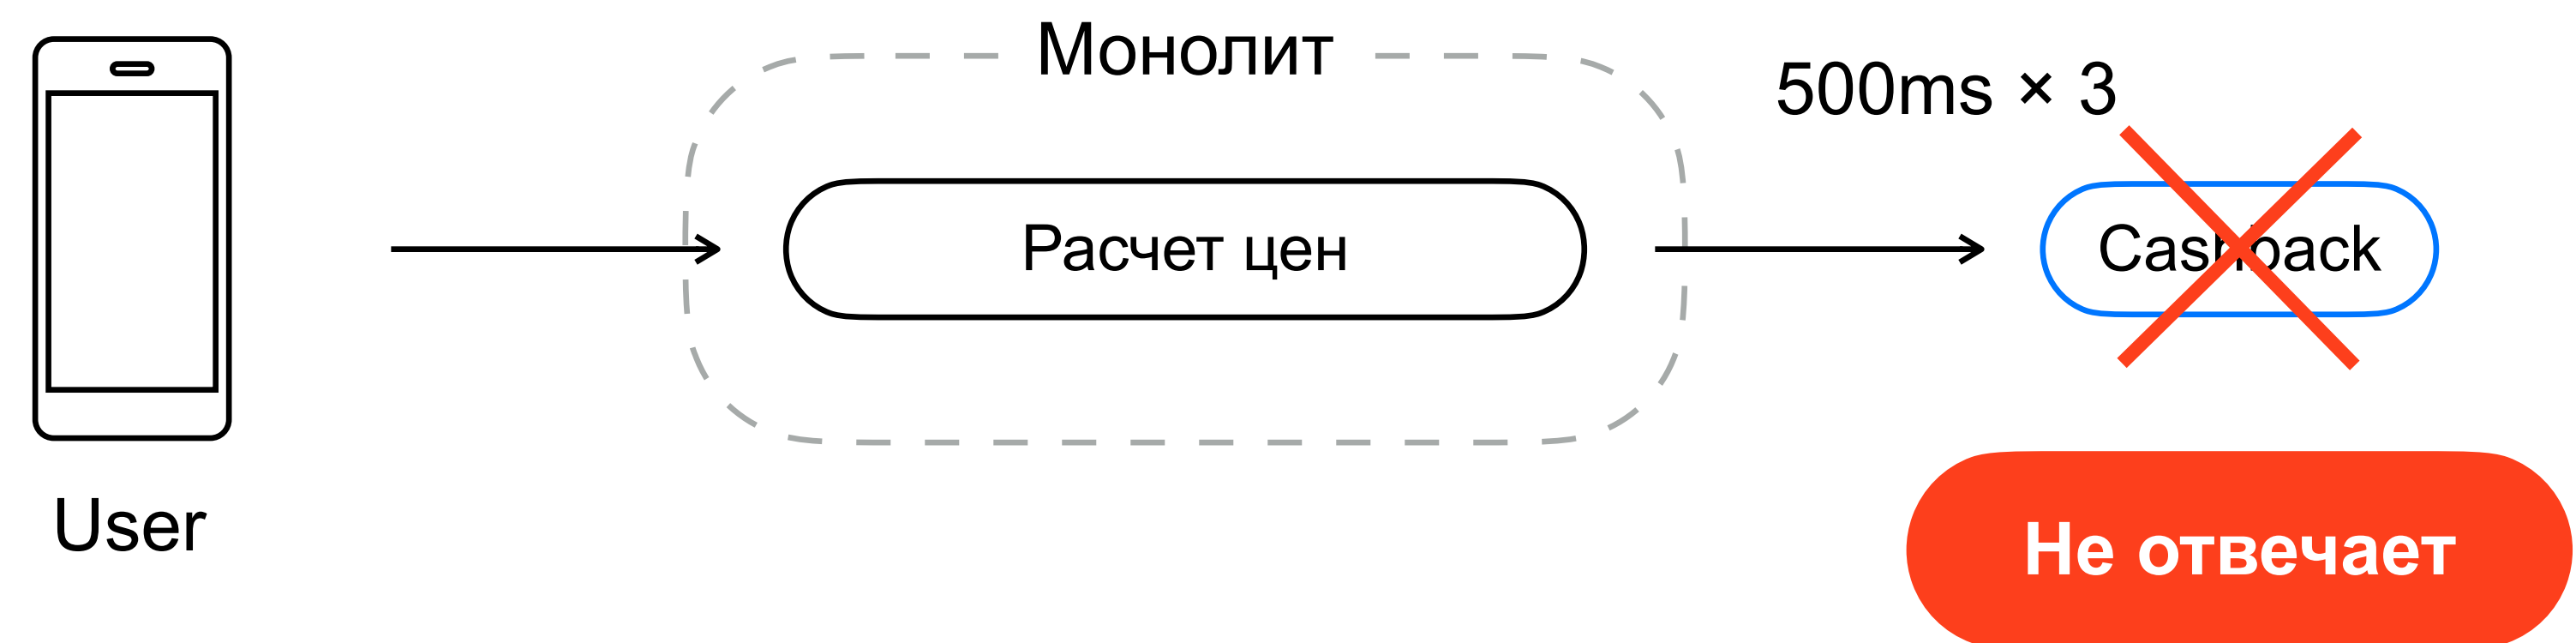 Монолит
500ms × 3
Расчет цен
Cashback
User
Не отвечает